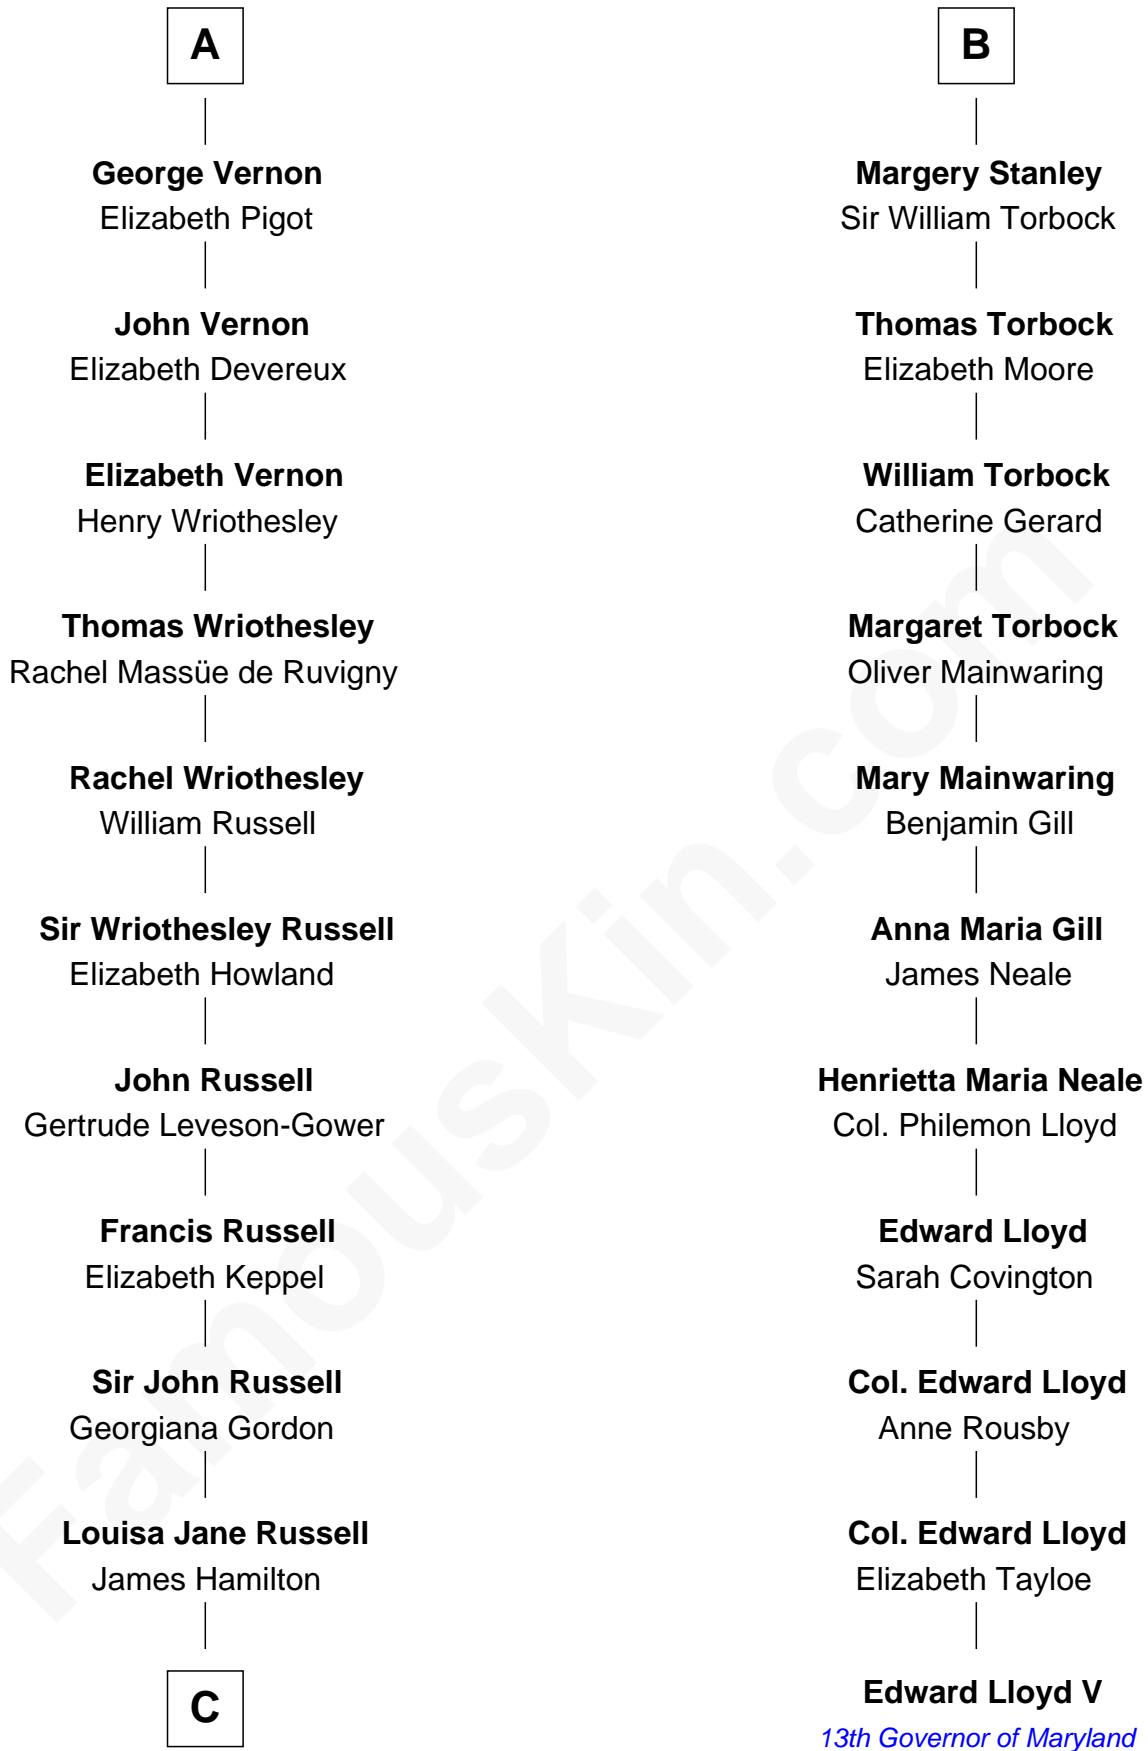 A
George Vernon
Elizabeth Pigot
John Vernon
Elizabeth Devereux
Elizabeth Vernon
Henry Wriothesley
Thomas Wriothesley
Rachel Massüe de Ruvigny
Rachel Wriothesley
William Russell
Sir Wriothesley Russell
Elizabeth Howland
John Russell
Gertrude Leveson-Gower
Francis Russell
Elizabeth Keppel
Sir John Russell
Georgiana Gordon
Louisa Jane Russell
James Hamilton
C
B
Margery Stanley
Sir William Torbock
Thomas Torbock
Elizabeth Moore
William Torbock
Catherine Gerard
Margaret Torbock
Oliver Mainwaring
Mary Mainwaring
Benjamin Gill
Anna Maria Gill
James Neale
Henrietta Maria Neale
Col. Philemon Lloyd
Edward Lloyd
Sarah Covington
Col. Edward Lloyd
Anne Rousby
Col. Edward Lloyd
Elizabeth Tayloe
Edward Lloyd V
13th Governor of Maryland
FamousKin.com